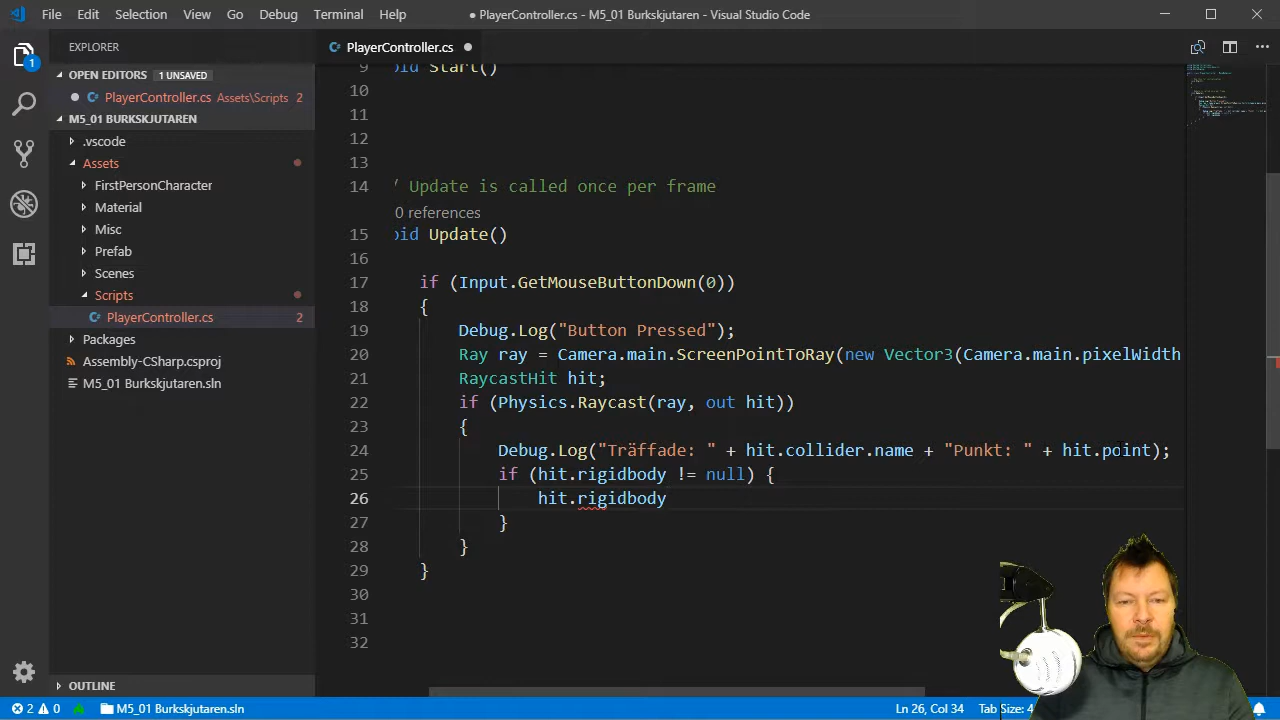 File Edit Selection View Go Debug Terminal Help
● PlayerController.cs - M5_01 Burkskjutaren - Visual Studio Code
EXPLORER
PlayerController.cs
OPEN EDITORS 1 UNSAVED
PlayerController.cs Assets\Scripts 2
M5_01 BURKSKJUTAREN
.vscode
Assets
FirstPersonCharacter
Material
Misc
Prefab
Scenes
Scripts
PlayerController.cs 2
Packages
Assembly-CSharp.csproj
M5_01 Burkskjutaren.sln
OUTLINE
1
9 oid Start()
10
11
12
13
14 / Update is called once per frame
0 references
15 oid Update()
16
17 if (Input.GetMouseButtonDown(0))
18 {
19 Debug.Log("Button Pressed");
20 Ray ray = Camera.main.ScreenPointToRay(new Vector3(Camera.main.pixelWidth
21 RaycastHit hit;
22 if (Physics.Raycast(ray, out hit))
23 {
24 Debug.Log("Träffade: " + hit.collider.name + "Punkt: " + hit.point);
25 if (hit.rigidbody != null) {
26 hit.rigidbody
27 }
28 }
29 }
30
31
32
2 0 M5_01 Burkskjutaren.sln
Ln 26, Col 34 Tab Size: 4